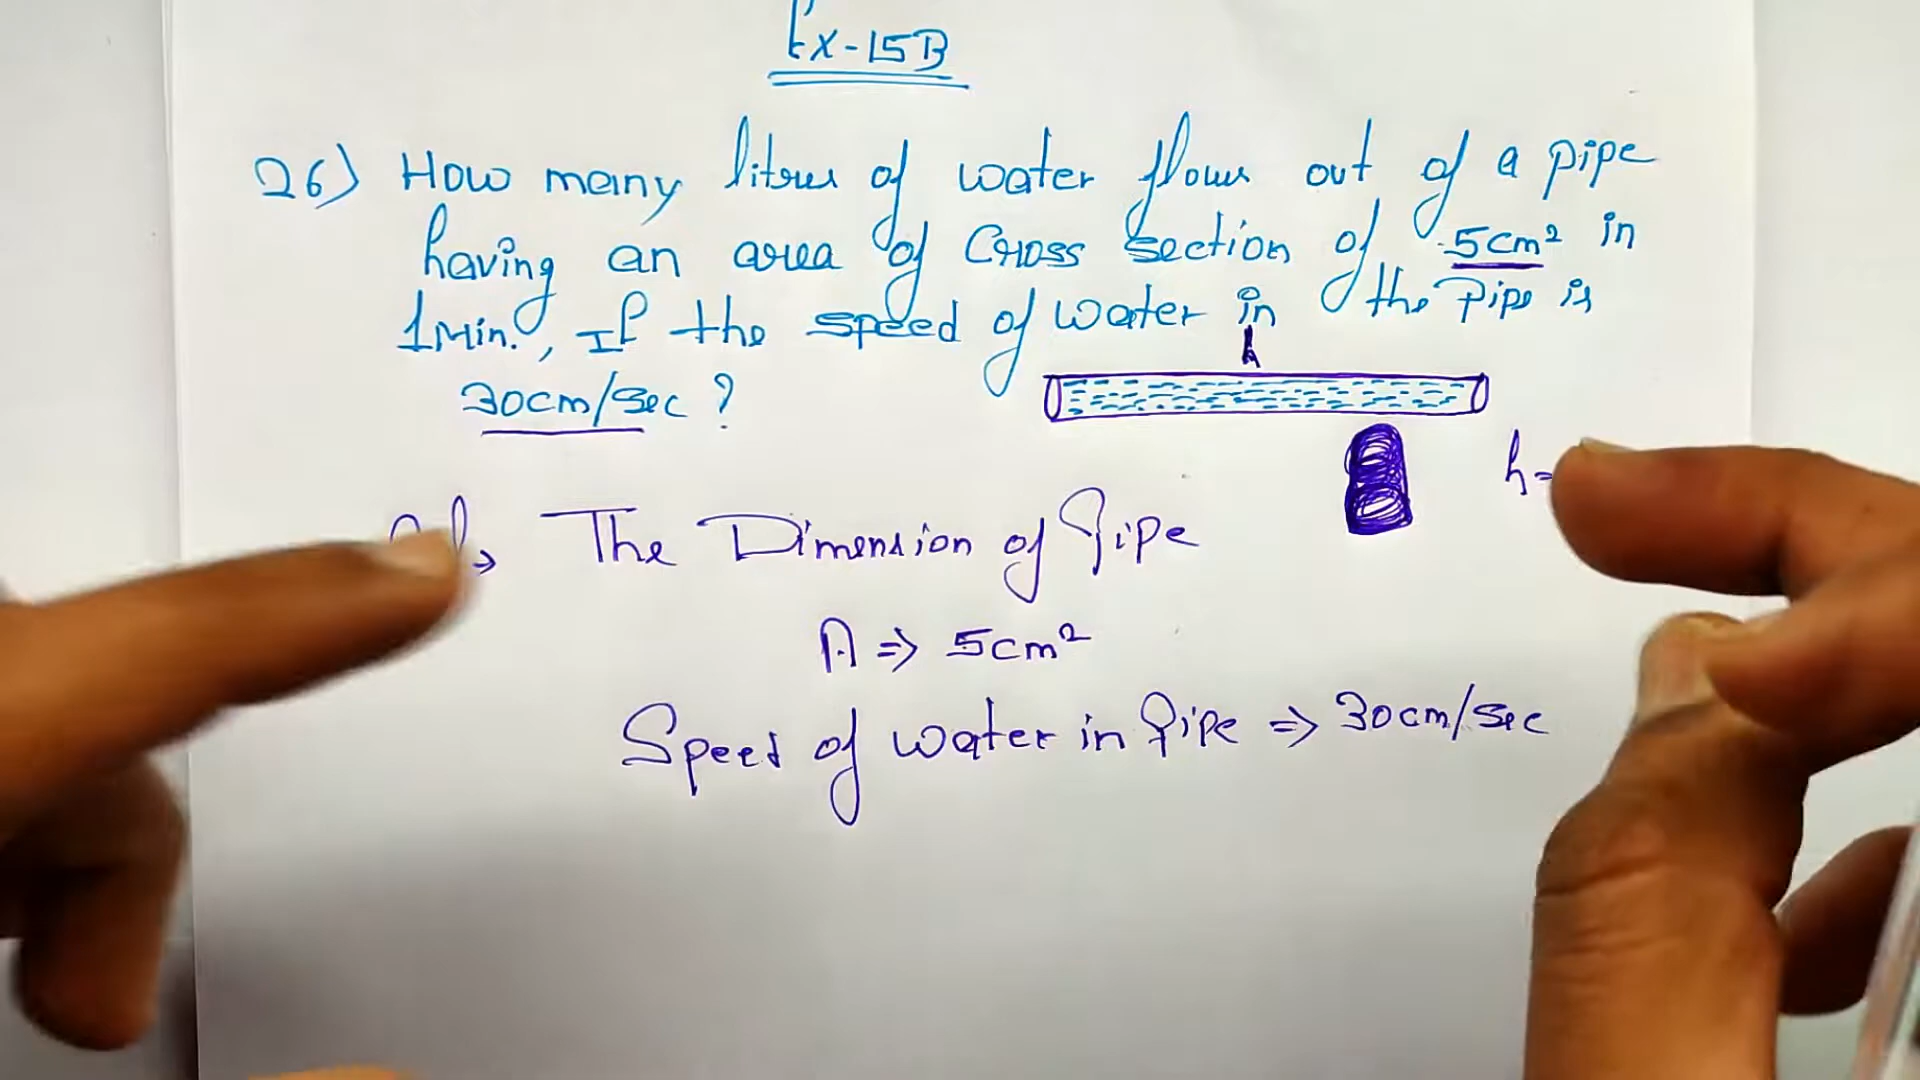 Ex-15B
26) How many litres of water flows out of a pipe
having an area of Cross section of 5cm² in
1Min., If the speed of water in the pipe is
30cm/sec ?
h
h=
The Dimension of Pipe
A ⇒ 5cm²
Speed of water in Pipe ⇒ 30cm/sec